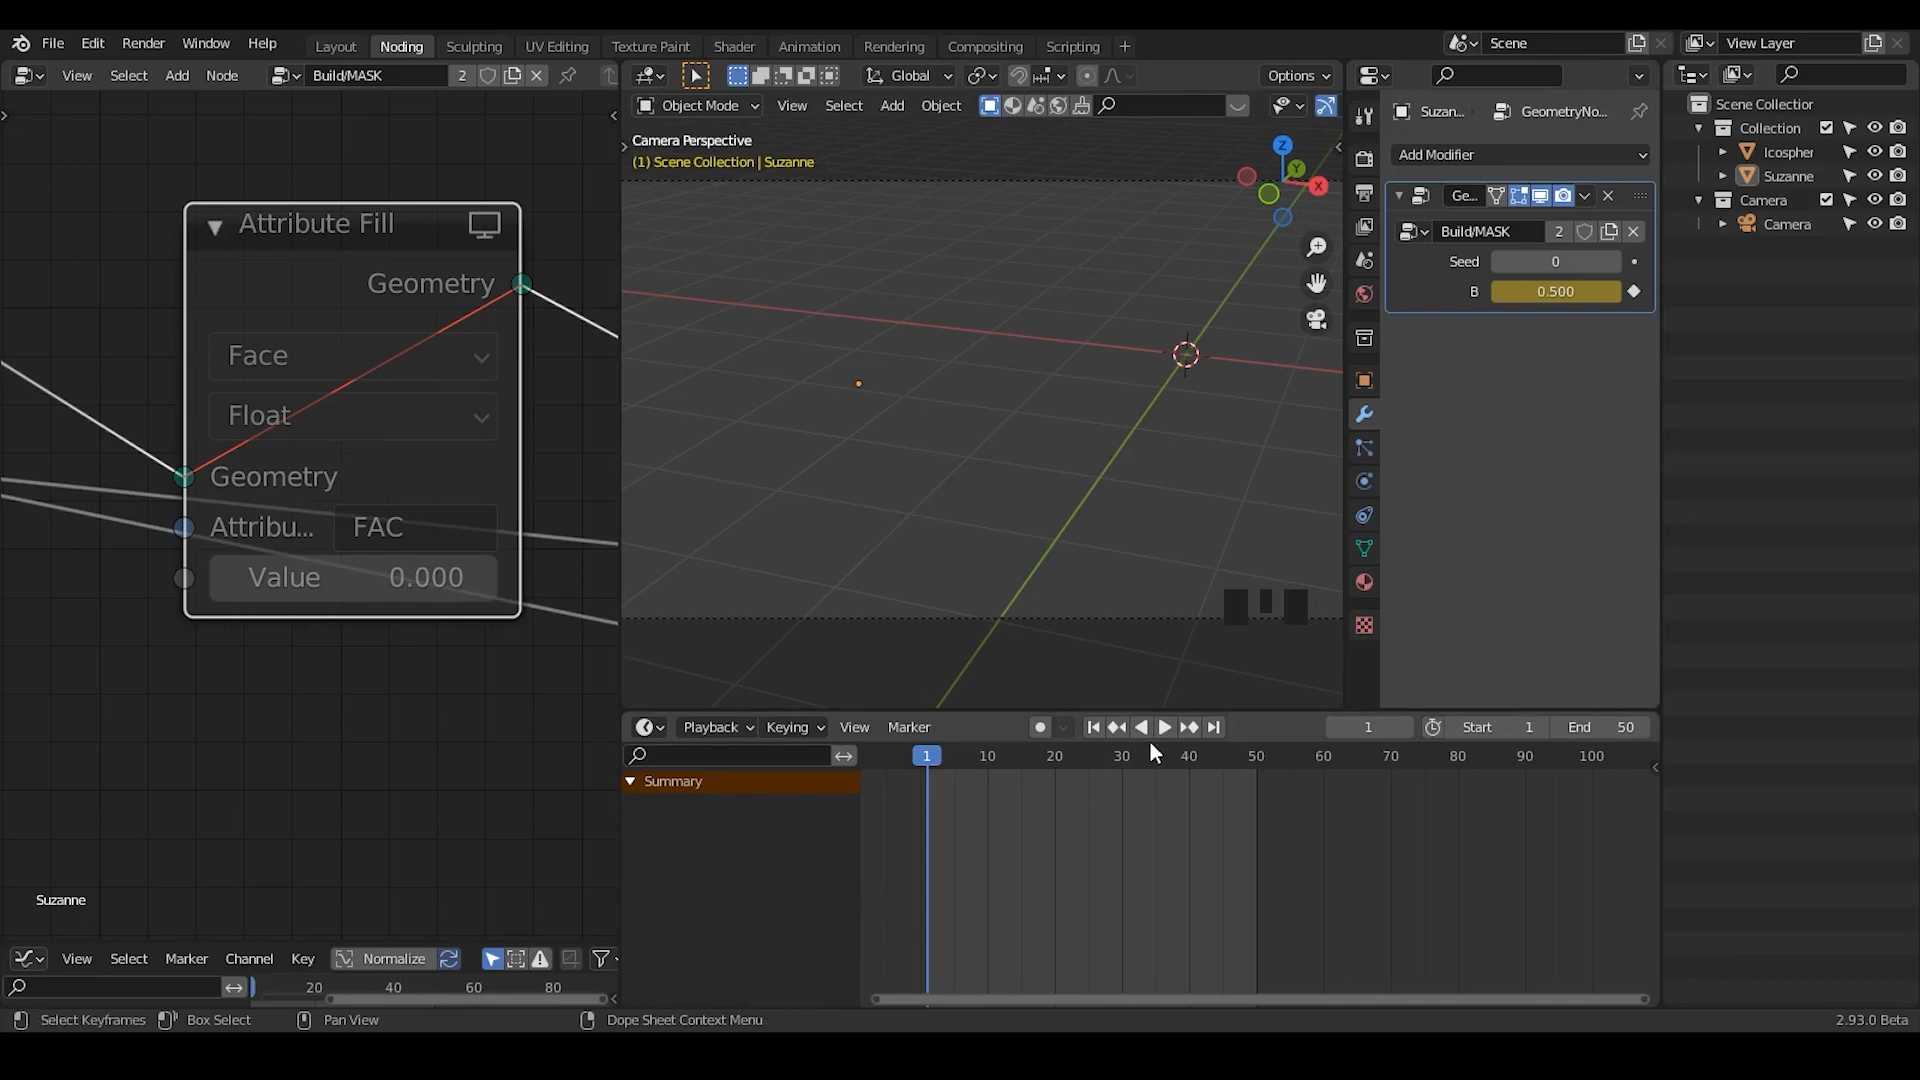 File Edit Render Window Help Layout Noding Sculpting UV Editing Texture Paint Shader Animation Rendering Compositing Scripting + Scene View Layer
View Select Add Node Build/MASK 2 Global Options
Object Mode View Select Add Object
Camera Perspective
(1) Scene Collection | Suzanne
Z
Y
X
Attribute Fill
Geometry
Face
Float
Geometry
Attribu... FAC
Value 0.000
Suzanne
Suzan... GeometryNo...
Add Modifier
Ge...
Build/MASK 2
Seed 0
B 0.500
Scene Collection
Collection
Icospher
Suzanne
Camera
Camera
Playback Keying View Marker 1 Start 1 End 50
1 10 20 30 40 50 60 70 80 90 100
Summary
View Select Marker Channel Key Normalize
20 40 60 80
Select Keyframes Box Select Pan View Dope Sheet Context Menu 2.93.0 Beta